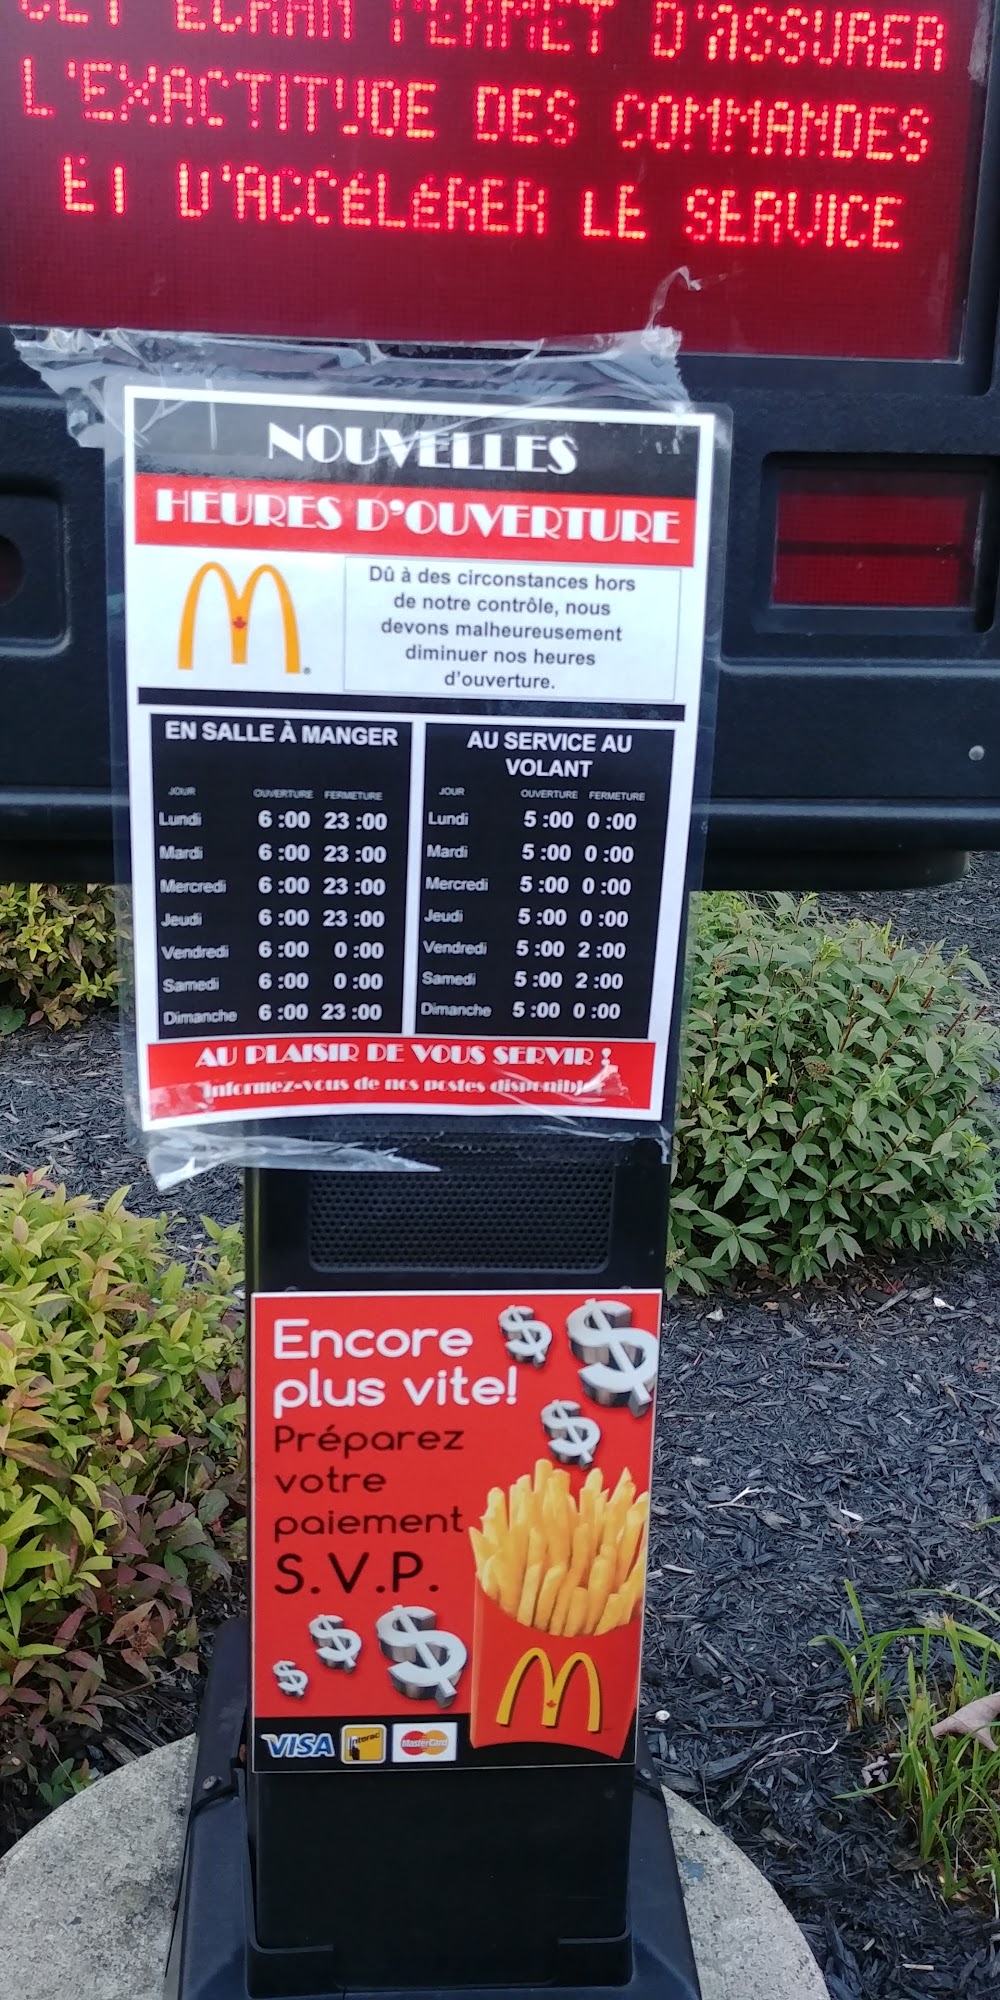 CET ÉCRAN PERMET D'ASSURER
L'EXACTITUDE DES COMMANDES
ET D'ACCÉLÉRER LE SERVICE
NOUVELLES
HEURES D'OUVERTURE
Dû à des circonstances hors
de notre contrôle, nous
devons malheureusement
diminuer nos heures
d'ouverture.
EN SALLE À MANGER
JOUR OUVERTURE FERMETURE
Lundi 6 :00 23 :00
Mardi 6 :00 23 :00
Mercredi 6 :00 23 :00
Jeudi 6 :00 23 :00
Vendredi 6 :00 0 :00
Samedi 6 :00 0 :00
Dimanche 6 :00 23 :00
AU SERVICE AU
VOLANT
JOUR OUVERTURE FERMETURE
Lundi 5 :00 0 :00
Mardi 5 :00 0 :00
Mercredi 5 :00 0 :00
Jeudi 5 :00 0 :00
Vendredi 5 :00 2 :00
Samedi 5 :00 2 :00
Dimanche 5 :00 0 :00
AU PLAISIR DE VOUS SERVIR !
Informez-vous de nos postes disponibles
Encore
plus vite!
Préparez
votre
paiement
S.V.P.
VISA Interac MasterCard